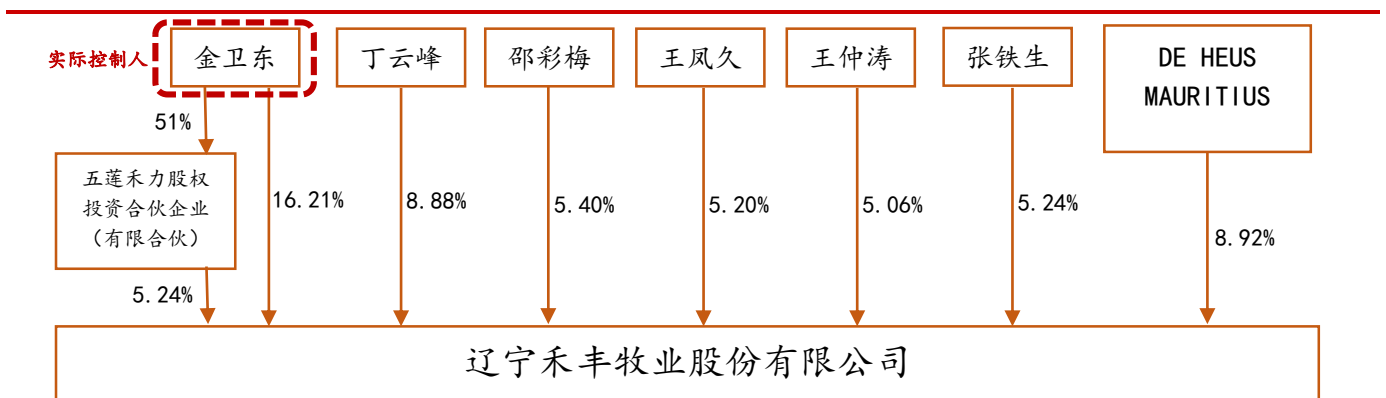 实际控制人
金卫东
丁云峰
邵彩梅
王凤久
王仲涛
张铁生
DE HEUS
MAURITIUS
51%
五莲禾力股权
投资合伙企业
（有限合伙）
16.21%
8.88%
5.40%
5.20%
5.06%
5.24%
8.92%
5.24%
辽宁禾丰牧业股份有限公司